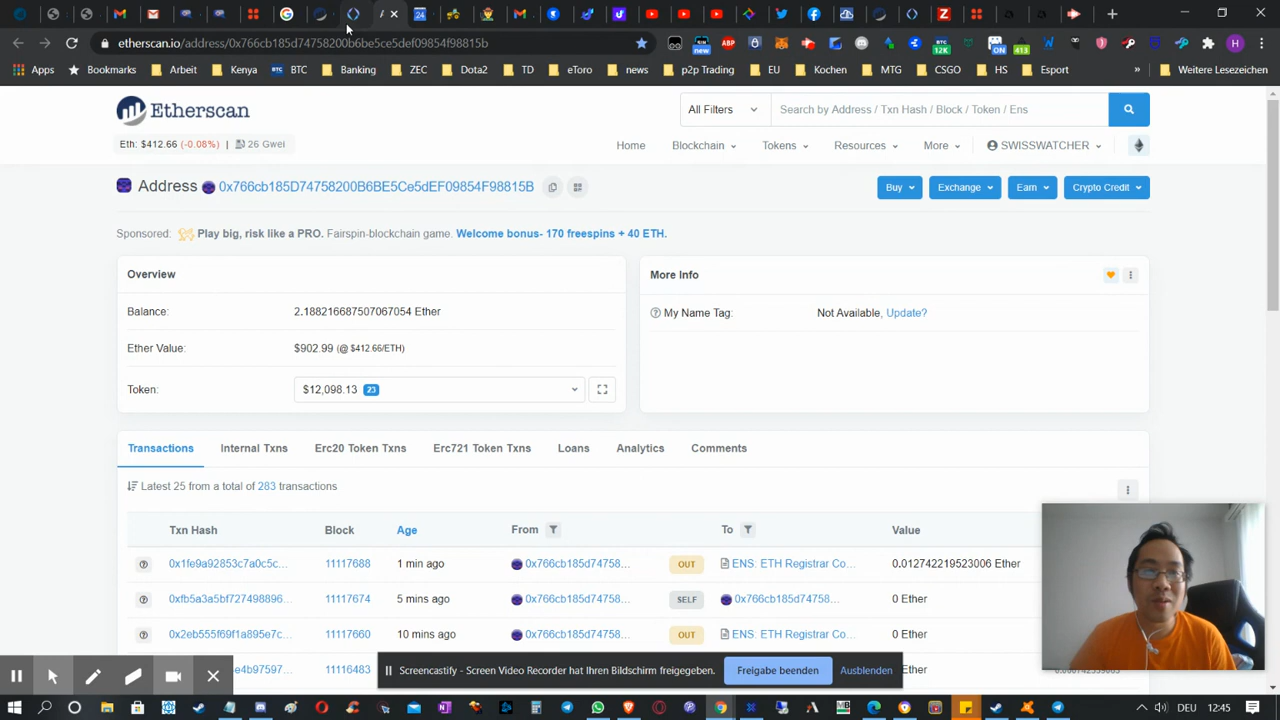 etherscan.io/address/0x766cb185d74758200b6be5ce5def09854f98815b
new
ABP
BTC
12K
ON
413
H
Apps
Bookmarks
Arbeit
Kenya
BTC BTC
Banking
ZEC
Dota2
TD
eToro
news
p2p Trading
EU
Kochen
MTG
CSGO
HS
Esport
»
Weitere Lesezeichen
Etherscan
All Filters
Search by Address / Txn Hash / Block / Token / Ens
Eth: $412.66 (-0.08%) | 26 Gwei
Home
Blockchain
Tokens
Resources
More
SWISSWATCHER
Address 0x766cb185D74758200B6BE5Ce5dEF09854F98815B
Buy
Exchange
Earn
Crypto Credit
Sponsored: Play big, risk like a PRO. Fairspin-blockchain game. Welcome bonus- 170 freespins + 40 ETH.
Overview
Balance: 2.188216687507067054 Ether
Ether Value: $902.99 (@ $412.66/ETH)
Token: $12,098.13 23
More Info
My Name Tag: Not Available, Update?
Transactions
Internal Txns
Erc20 Token Txns
Erc721 Token Txns
Loans
Analytics
Comments
Latest 25 from a total of 283 transactions
Txn Hash Block Age From To Value
0x1fe9a92853c7a0c5c... 11117688 1 min ago 0x766cb185d74758... OUT ENS: ETH Registrar Co... 0.012742219523006 Ether
0xfb5a3a5bf727498896... 11117674 5 mins ago 0x766cb185d74758... SELF 0x766cb185d74758... 0 Ether
0x2eb555f69f1a895e7c... 11117660 10 mins ago 0x766cb185d74758... OUT ENS: ETH Registrar Co... 0 Ether
e4b97597... 11116483 Ether
Screencastify - Screen Video Recorder hat Ihren Bildschirm freigegeben.
Freigabe beenden
Ausblenden
DEU
12:45